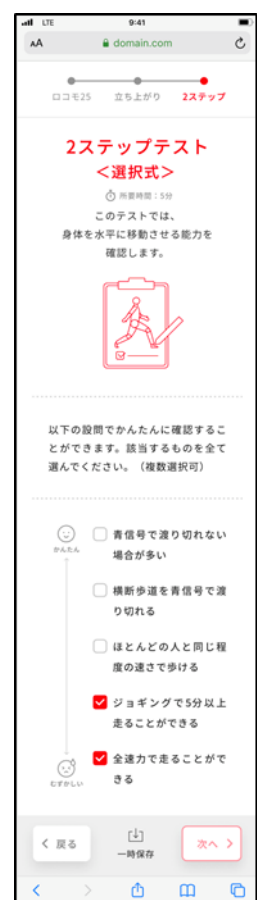 LTE 9:41
AA domain.com
ロコモ25 立ち上がり 2ステップ
2ステップテスト
＜選択式＞
所要時間：5分
このテストでは、
身体を水平に移動させる能力を
確認します。
以下の設問でかんたんに確認するこ
とができます。該当するものを全て
選んでください。（複数選択可）
かんたん
青信号で渡り切れない
場合が多い
横断歩道を青信号で渡
り切れる
ほとんどの人と同じ程
度の速さで歩ける
ジョギングで5分以上
走ることができる
全速力で走ることがで
きる
むずかしい
戻る 一時保存 次へ